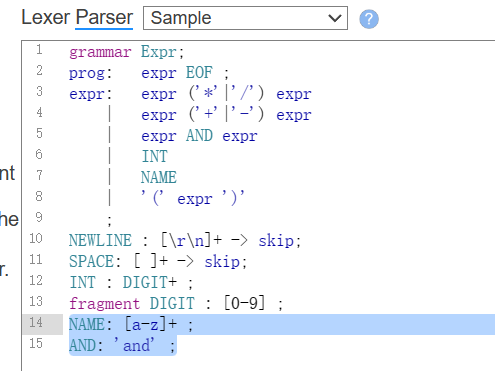 Lexer Parser Sample ?
1 grammar Expr;
2 prog: expr EOF ;
3 expr: expr ('*'|'/') expr
4 | expr ('+'|'-') expr
5 | expr AND expr
6 | INT
nt 7 | NAME
8 | '(' expr ')'
he 9 ;
10 NEWLINE : [\r\n]+ -> skip;
11 SPACE: [ ]+ -> skip;
r. 12 INT : DIGIT+ ;
13 fragment DIGIT : [0-9] ;
14 NAME: [a-z]+ ;
15 AND: 'and' ;